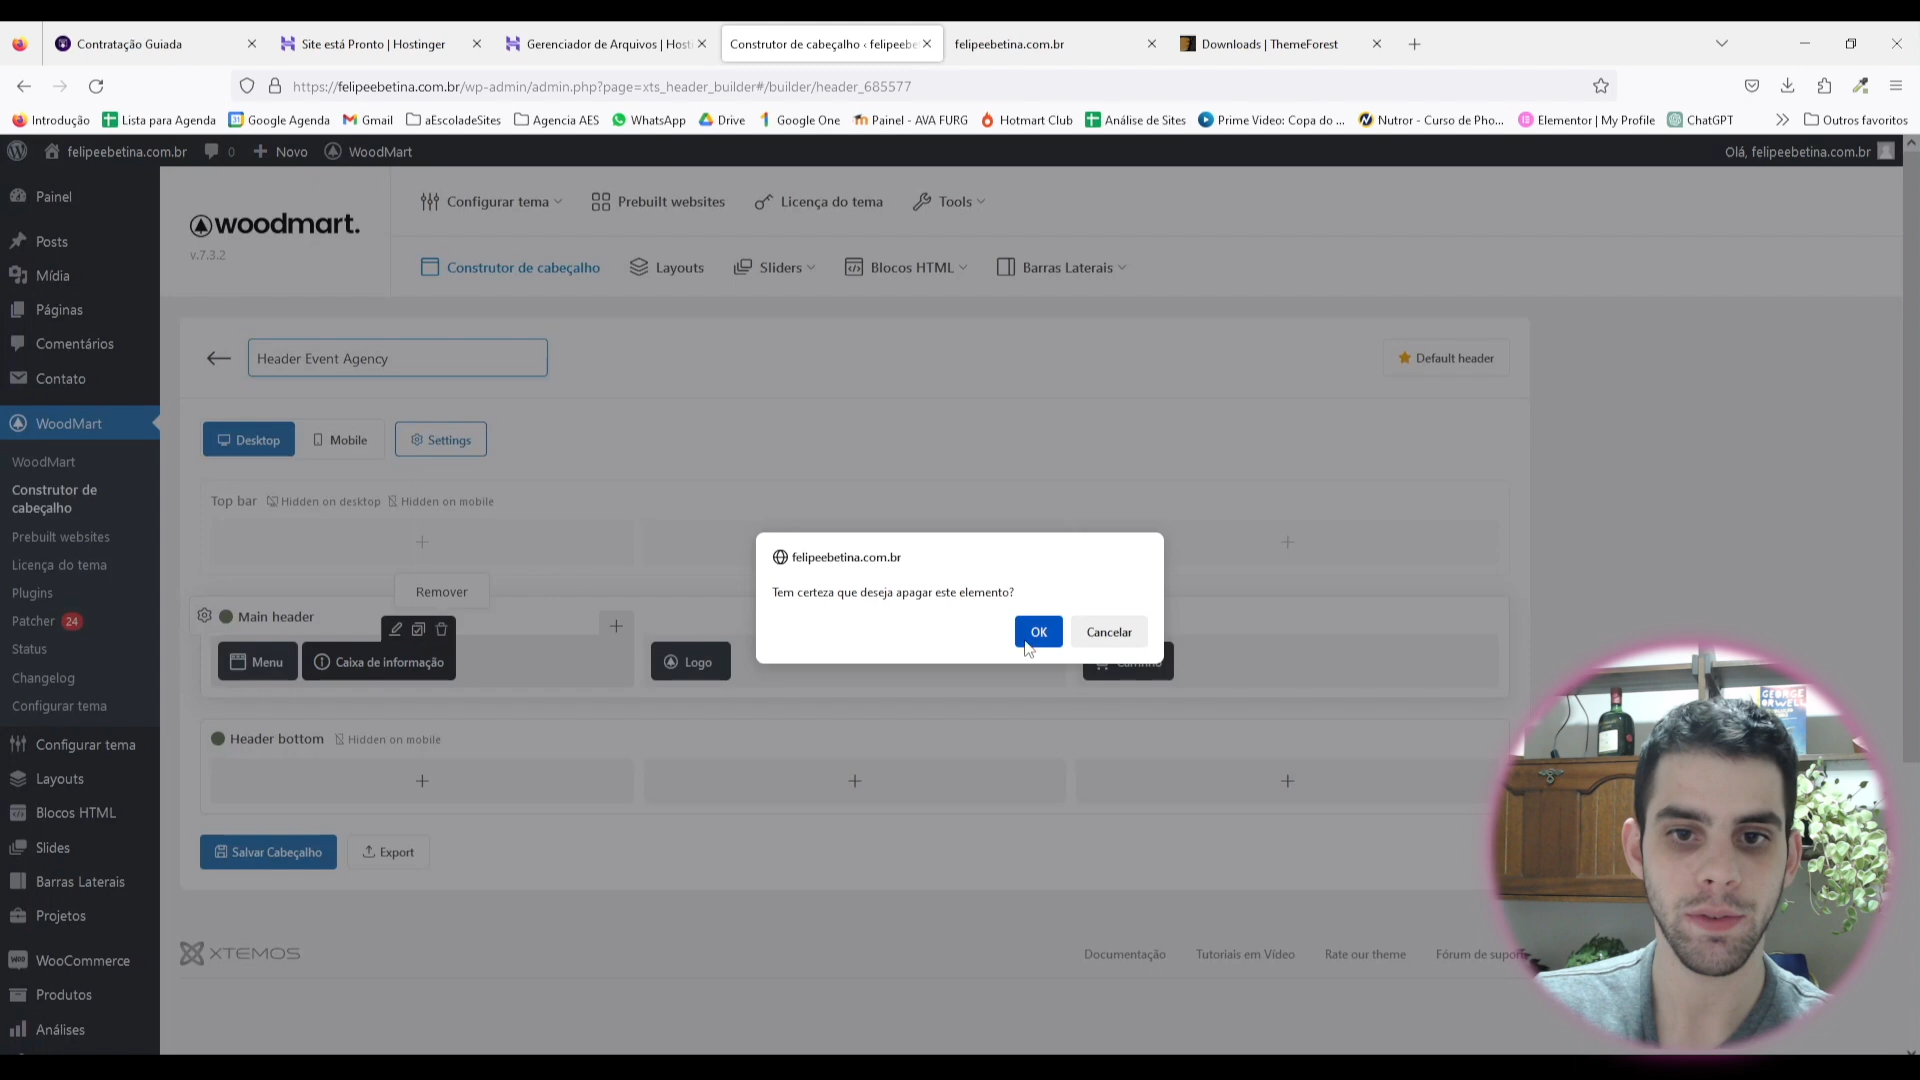 Contratação Guiada
Site está Pronto | Hostinger
Gerenciador de Arquivos | Host
Construtor de cabeçalho ‹ felipeebe
felipeebetina.com.br
Downloads | ThemeForest
https://felipeebetina.com.br/wp-admin/admin.php?page=xts_header_builder#/builder/header_685577
Introdução
Lista para Agenda
Google Agenda
Gmail
aEscoladeSites
Agencia AES
WhatsApp
Drive
Google One
Painel - AVA FURG
Hotmart Club
Análise de Sites
Prime Video: Copa do ...
Nutror - Curso de Pho...
Elementor | My Profile
ChatGPT
Outros favoritos
felipeebetina.com.br
0
Novo
WoodMart
Olá, felipeebetina.com.br
Painel
Posts
Mídia
Páginas
Comentários
Contato
WoodMart
WoodMart
Construtor de
cabeçalho
Prebuilt websites
Licença do tema
Plugins
Patcher 24
Status
Changelog
Configurar tema
Configurar tema
Layouts
Blocos HTML
Slides
Barras Laterais
Projetos
WooCommerce
Produtos
Análises
woodmart.
v.7.3.2
Configurar tema
Prebuilt websites
Licença do tema
Tools
Construtor de cabeçalho
Layouts
Sliders
Blocos HTML
Barras Laterais
Header Event Agency
Default header
Desktop
Mobile
Settings
Top bar
Hidden on desktop
Hidden on mobile
Remover
Main header
Menu
Caixa de informação
Logo
Carrinho
felipeebetina.com.br
Tem certeza que deseja apagar este elemento?
OK
Cancelar
Header bottom
Hidden on mobile
Salvar Cabeçalho
Export
XTEMOS
Documentação
Tutoriais em Vídeo
Rate our theme
Fórum de suport
GEORGE
ORWELL